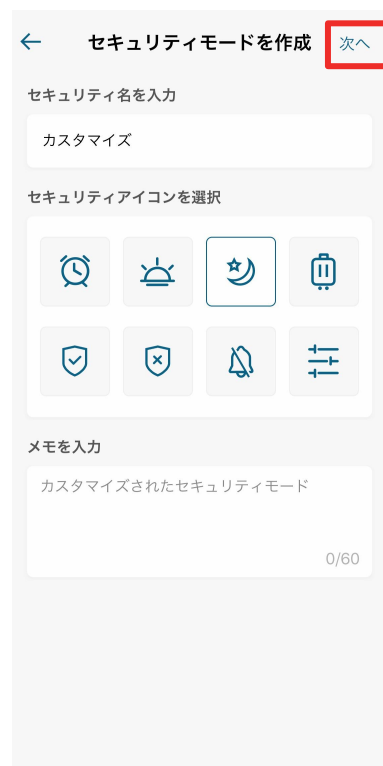 セキュリティモードを作成 次へ
セキュリティ名を入力
カスタマイズ
セキュリティアイコンを選択
メモを入力
カスタマイズされたセキュリティモード
0/60